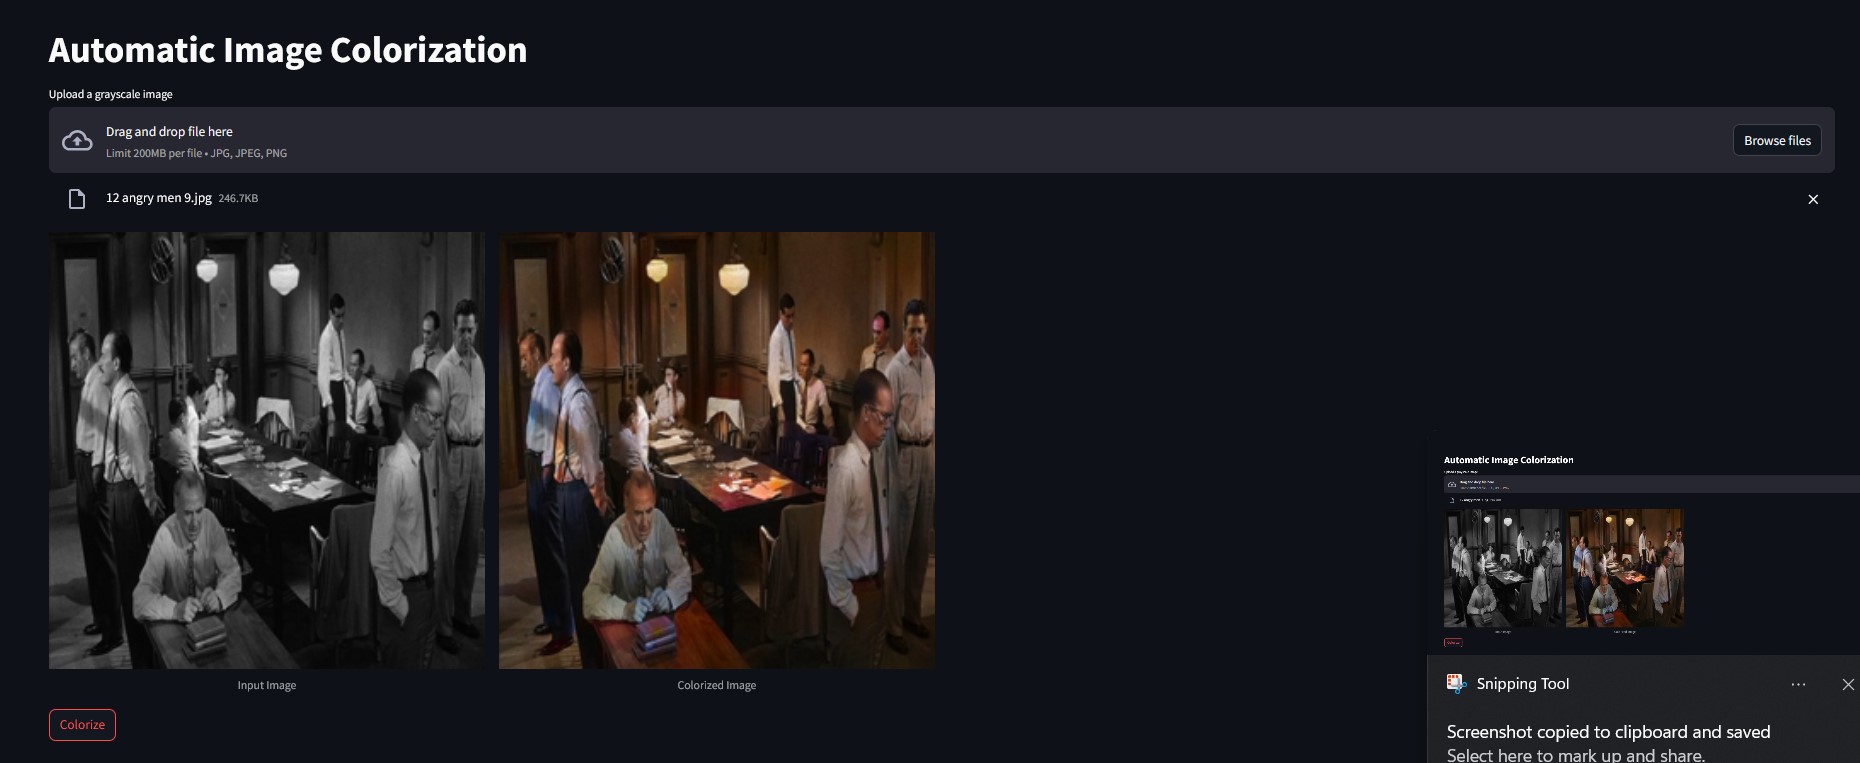 Automatic Image Colorization
Upload a grayscale image
Drag and drop file here
Limit 200MB per file • JPG, JPEG, PNG
Browse files
12 angry men 9.jpg 246.7KB
Input Image
Colorized Image
Colorize
Automatic Image Colorization
Snipping Tool
Screenshot copied to clipboard and saved
Select here to mark up and share.